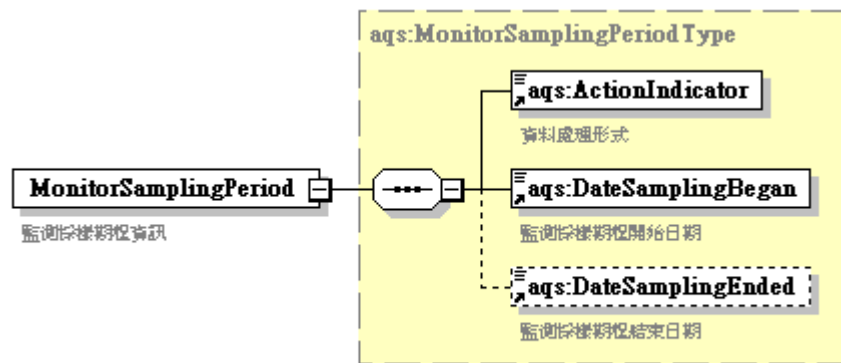 aqs:MonitorSamplingPeriodType
aqs:ActionIndicator
資料處理形式
MonitorSamplingPeriod
監測採樣期程資訊
aqs:DateSamplingBegan
監測採樣期程開始日期
aqs:DateSamplingEnded
監測採樣期程結束日期